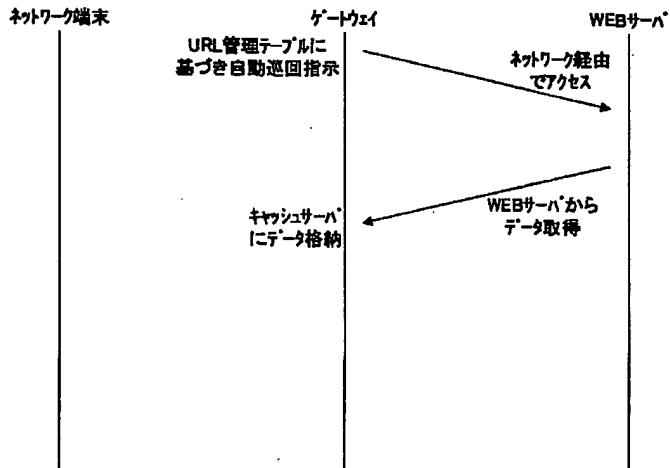 ネットワーク端末
ゲートウェイ
WEBサーバ
URL管理テーブルに
基づき自動巡回指示
ネットワーク経由
でアクセス
WEBサーバから
データ取得
キャッシュサーバ
にデータ格納